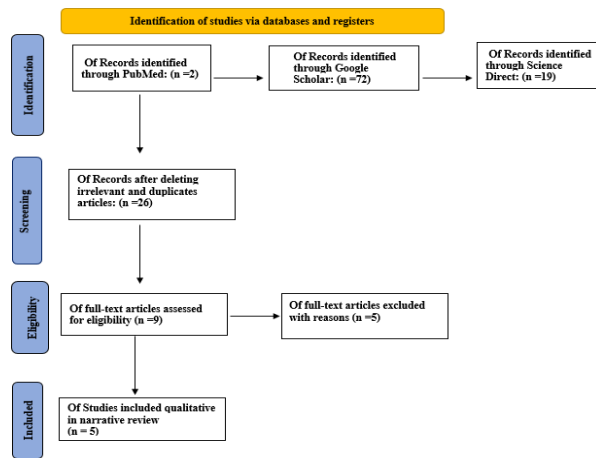 Identification of studies via databases and registers
Identification
Of Records identified
through PubMed: (n =2)
Of Records identified
through Google
Scholar: (n =72)
Of Records identified
through Science
Direct: (n =19)
Screening
Of Records after deleting
irrelevant and duplicates
articles: (n =26)
Eligibility
Of full-text articles assessed
for eligibility (n =9)
Of full-text articles excluded
with reasons (n =5)
Included
Of Studies included qualitative
in narrative review
(n = 5)